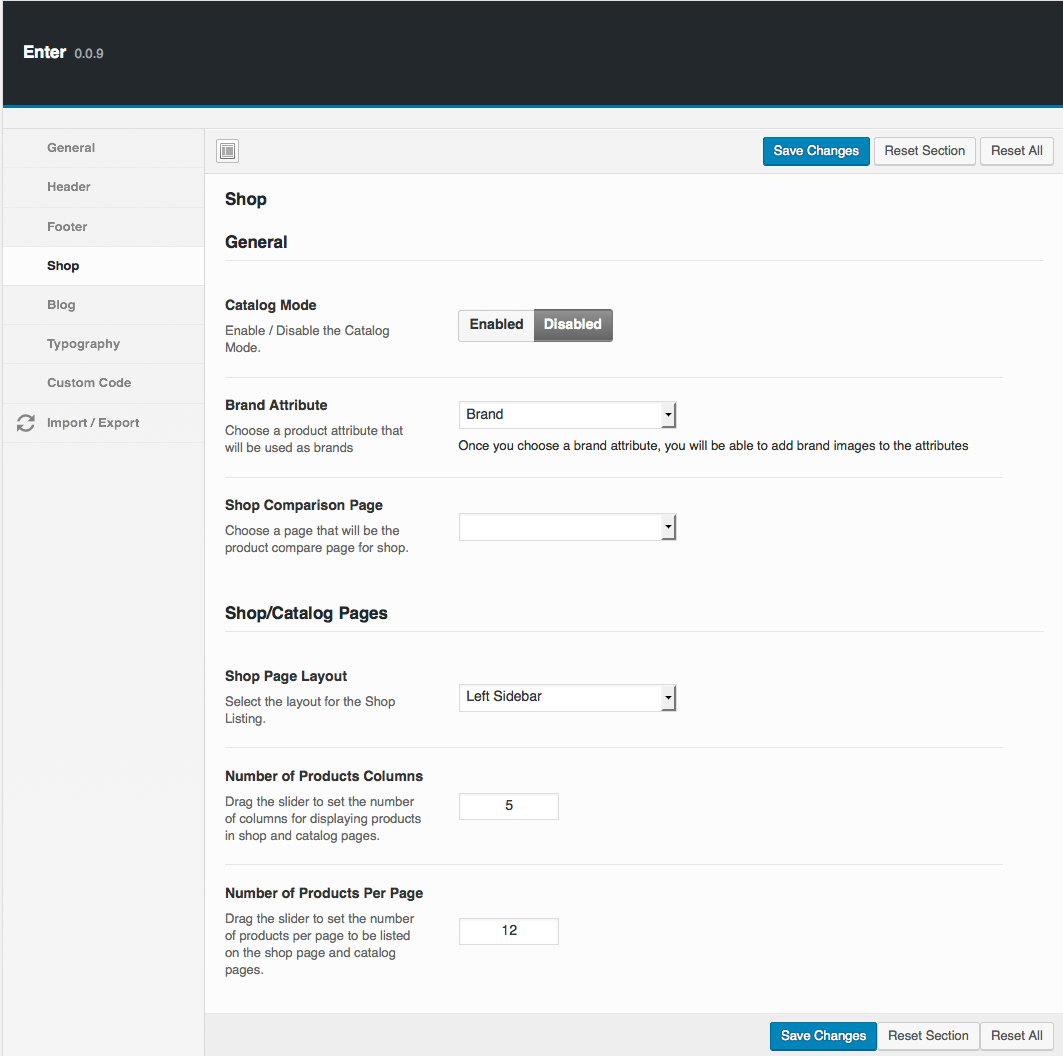 Enter 0.0.9
General
Header
Footer
Shop
Blog
Typography
Custom Code
Import / Export
Save Changes Reset Section Reset All
Shop
General
Catalog Mode
Enable / Disable the Catalog
Mode.
Enabled Disabled
Brand Attribute
Choose a product attribute that
will be used as brands
Brand
Once you choose a brand attribute, you will be able to add brand images to the attributes
Shop Comparison Page
Choose a page that will be the
product compare page for shop.
Shop/Catalog Pages
Shop Page Layout
Select the layout for the Shop
Listing.
Left Sidebar
Number of Products Columns
Drag the slider to set the number
of columns for displaying products
in shop and catalog pages.
5
Number of Products Per Page
Drag the slider to set the number
of products per page to be listed
on the shop page and catalog
pages.
12
Save Changes Reset Section Reset All